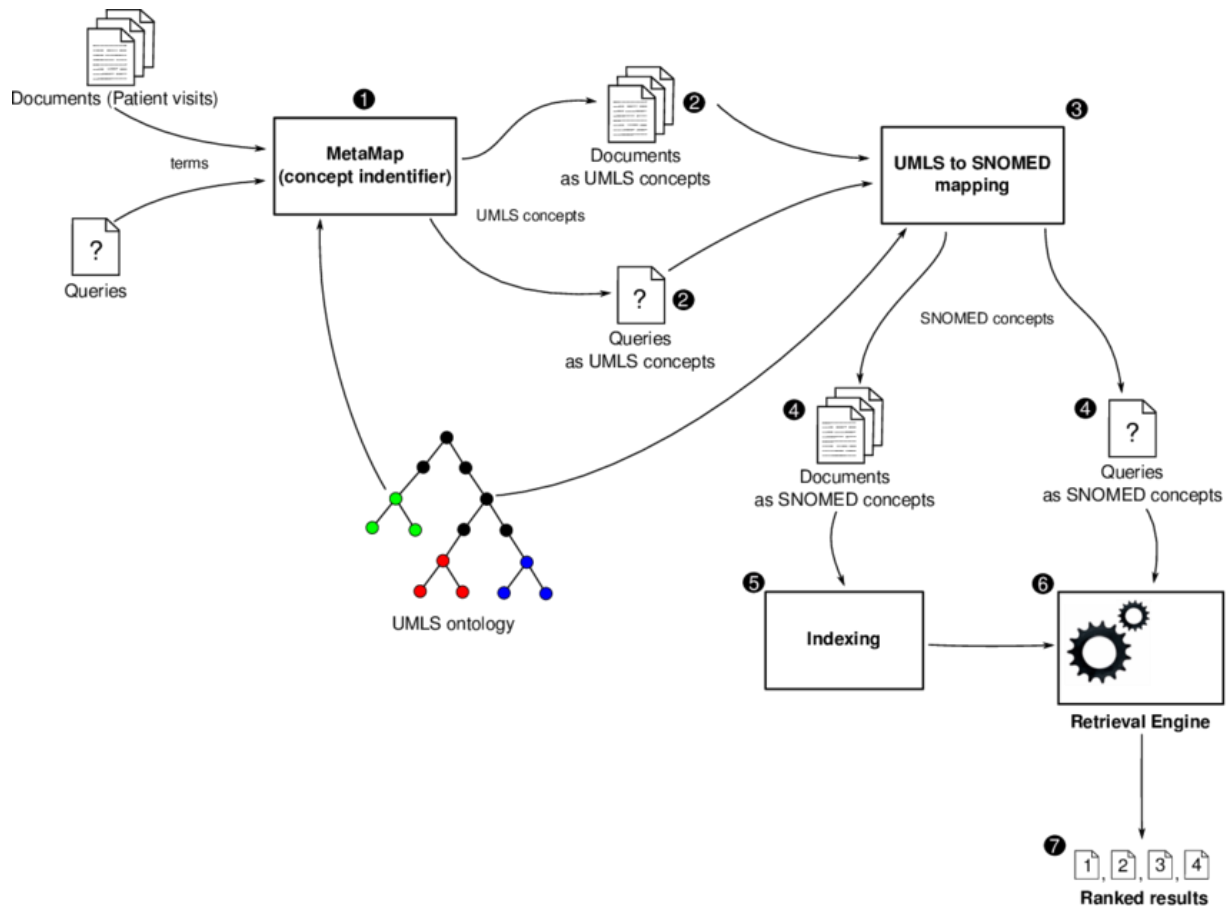 Documents (Patient visits)
terms
?
Queries
1
MetaMap
(concept indentifier)
UMLS concepts
2
Documents
as UMLS concepts
?
2
Queries
as UMLS concepts
3
UMLS to SNOMED
mapping
SNOMED concepts
UMLS ontology
4
Documents
as SNOMED concepts
4
?
Queries
as SNOMED concepts
5
Indexing
6
Retrieval Engine
7
1, 2, 3, 4
Ranked results